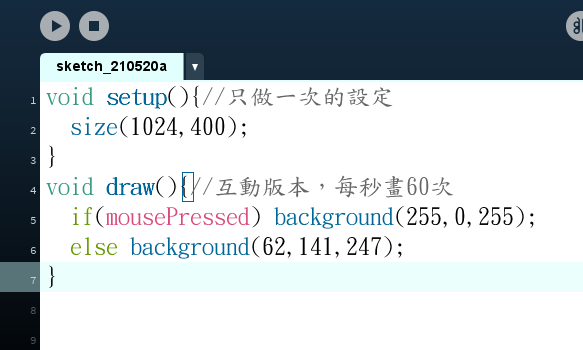 sketch_210520a
1 void setup(){//只做一次的設定
2   size(1024,400);
3 }
4 void draw(){//互動版本，每秒畫60次
5   if(mousePressed) background(255,0,255);
6   else background(62,141,247);
7 }
8
9